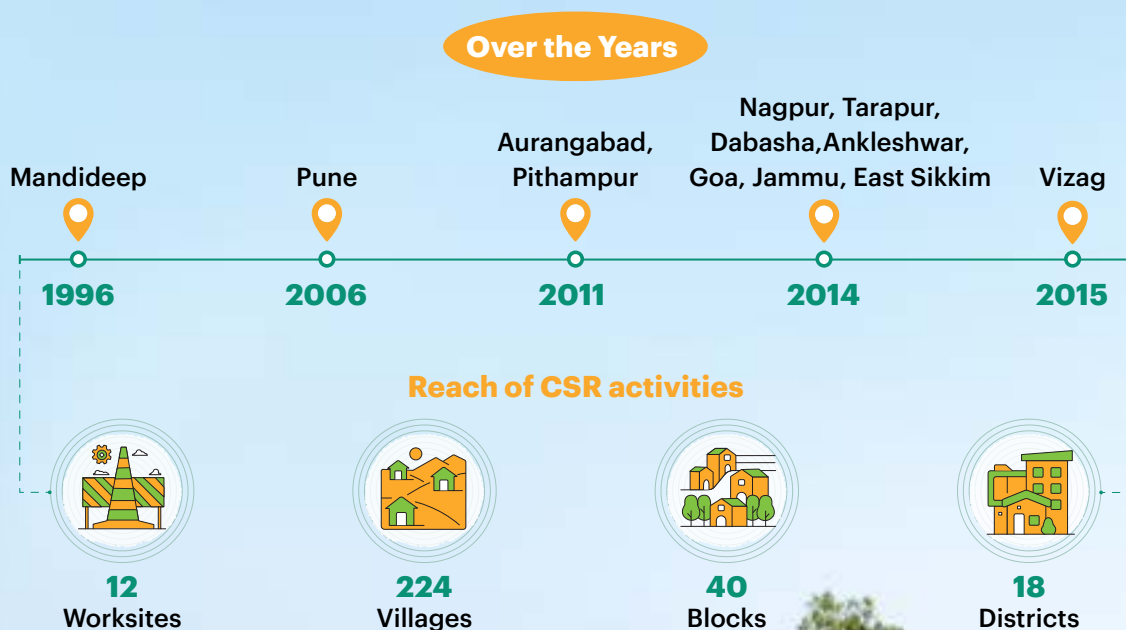 Over the Years
Mandideep
1996
Pune
2006
Aurangabad,
Pithampur
2011
Nagpur, Tarapur,
Dabasha,Ankleshwar,
Goa, Jammu, East Sikkim
2014
Vizag
2015
Reach of CSR activities
12
Worksites
224
Villages
40
Blocks
18
Districts